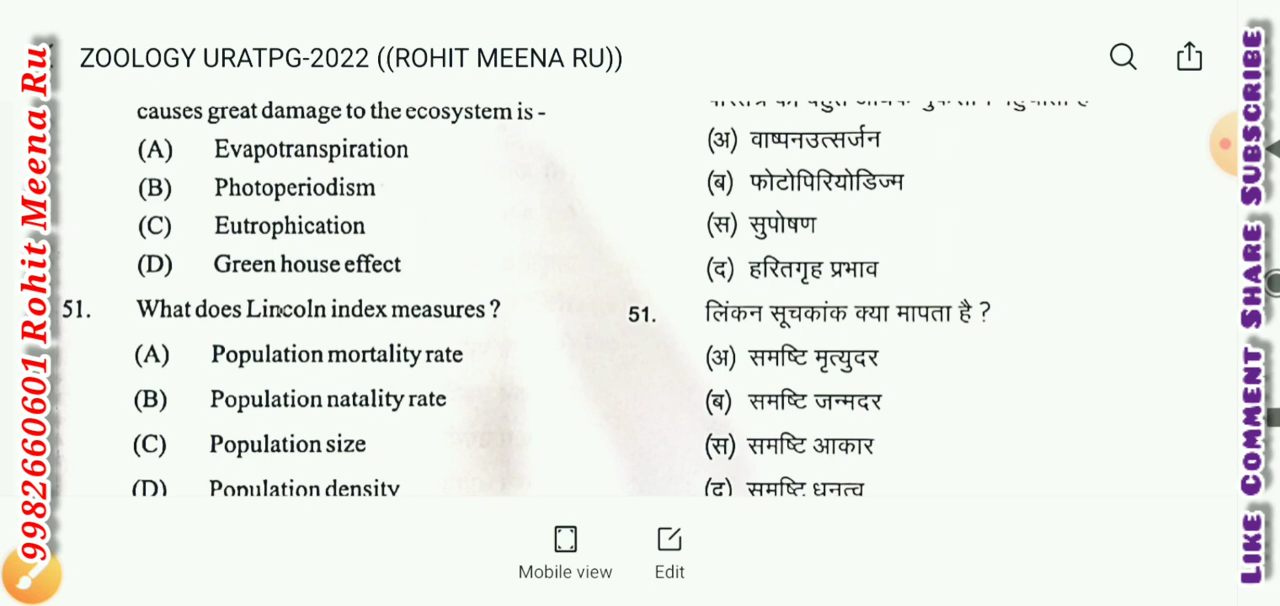 ZOOLOGY URATPG-2022 ((ROHIT MEENA RU))
causes great damage to the ecosystem is -
(A) Evapotranspiration
(B) Photoperiodism
(C) Eutrophication
(D) Green house effect
51. What does Lincoln index measures ?
(A) Population mortality rate
(B) Population natality rate
(C) Population size
(D) Population density
(अ) वाष्पनउत्सर्जन
(ब) फोटोपिरियोडिज्म
(स) सुपोषण
(द) हरितगृह प्रभाव
51. लिंकन सूचकांक क्या मापता है ?
(अ) समष्टि मृत्युदर
(ब) समष्टि जन्मदर
(स) समष्टि आकार
(द) समष्टि धनत्व
Mobile view
Edit
9982660601 Rohit Meena Ru
LIKE COMMENT SHARE SUBSCRIBE